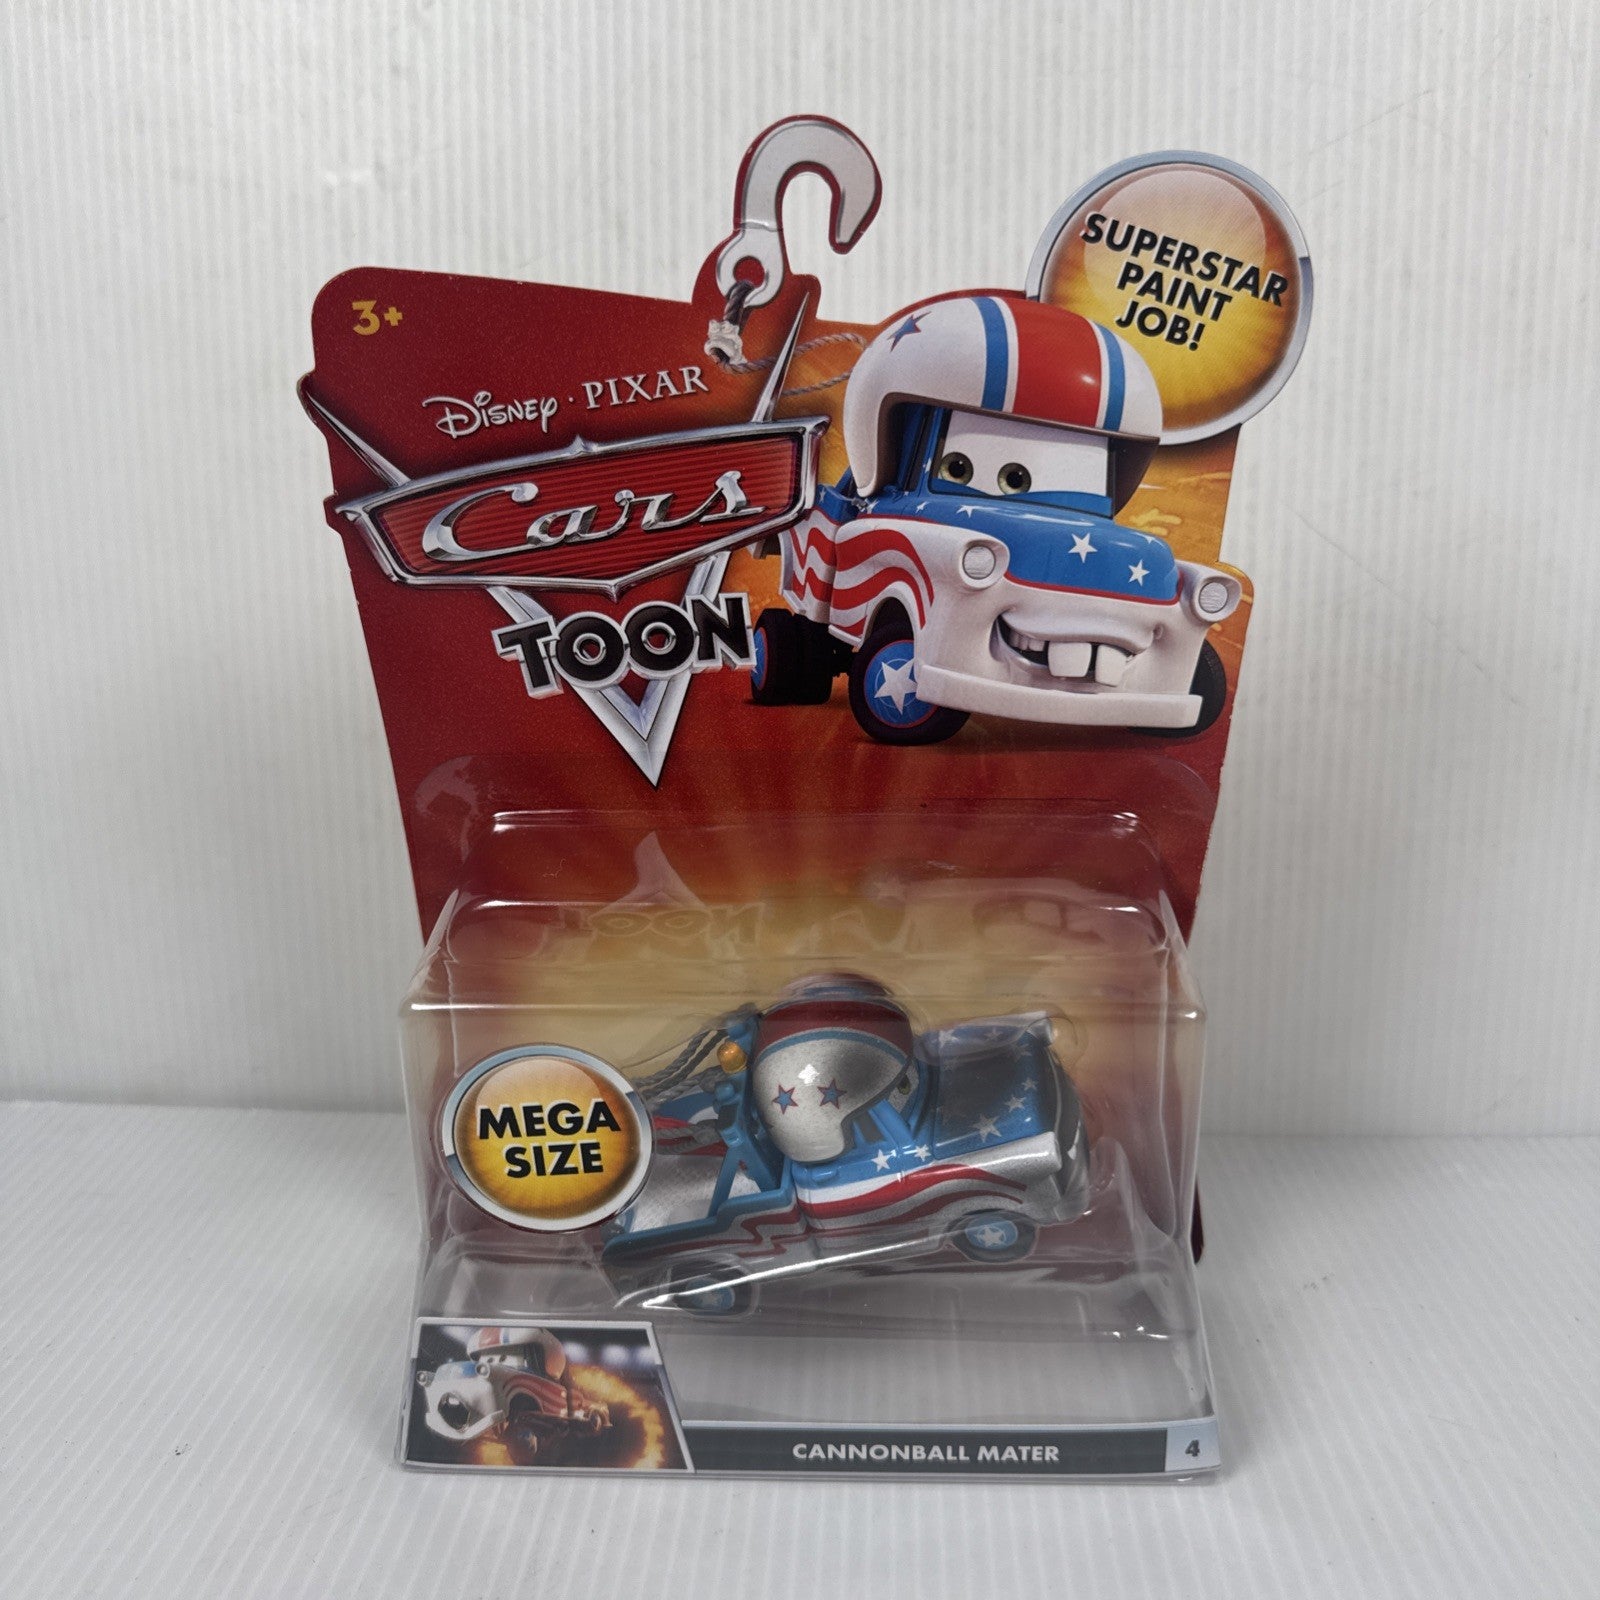 SUPERSTAR
PAINT
JOB!
3+
Disney · PIXAR
Cars
TOON
MEGA
SIZE
CANNONBALL MATER
4